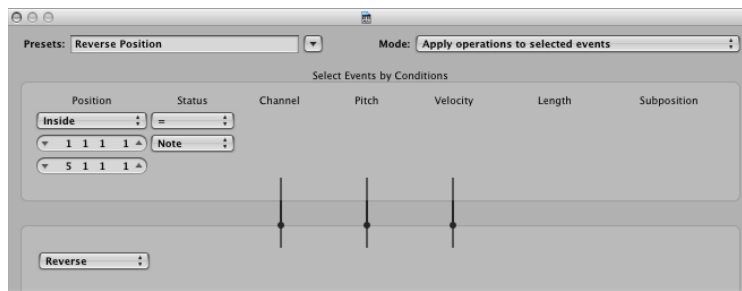 Presets: Reverse Position Mode: Apply operations to selected events
Select Events by Conditions
Position Status Channel Pitch Velocity Length Subposition
Inside =
1 1 1 1 Note
5 1 1 1
Reverse